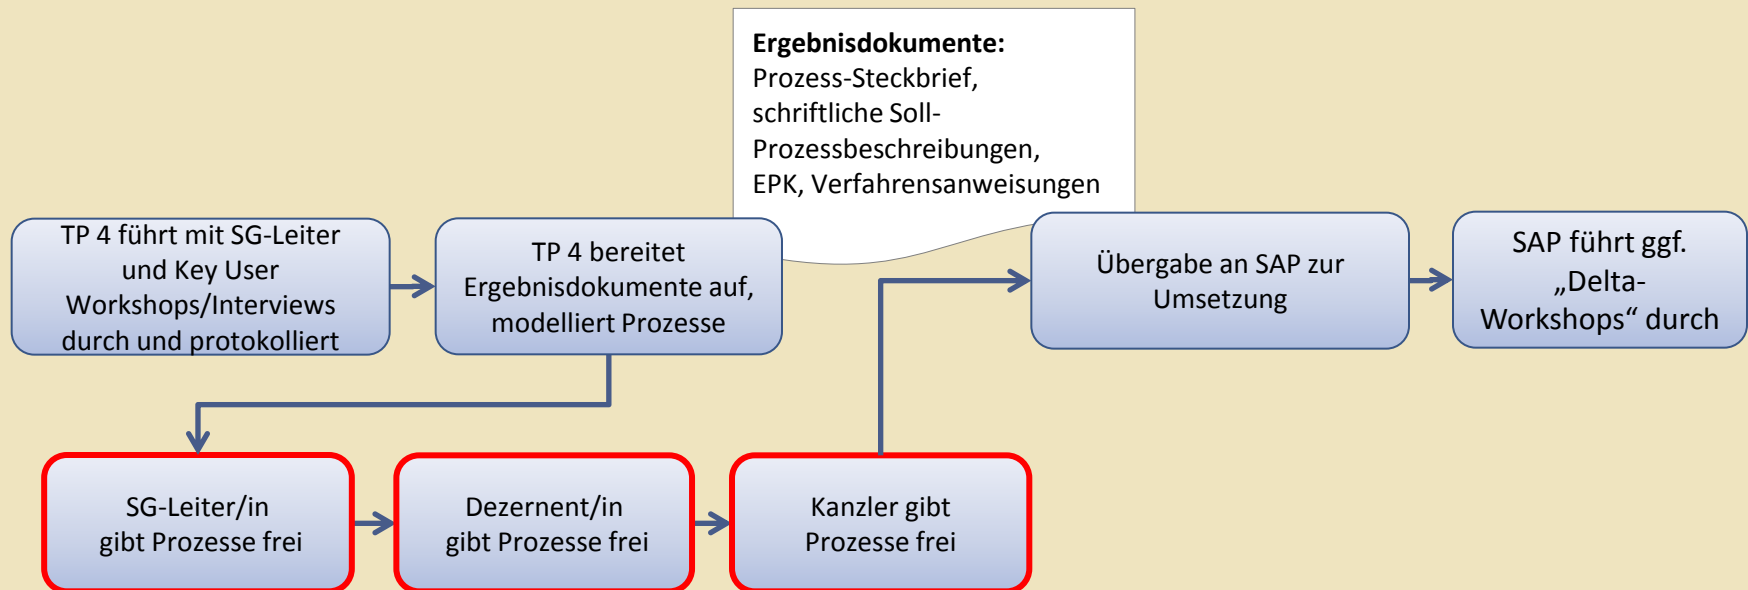 Ergebnisdokumente:
Prozess-Steckbrief,
schriftliche Soll-
Prozessbeschreibungen,
EPK, Verfahrensanweisungen
TP 4 führt mit SG-Leiter
und Key User
Workshops/Interviews
durch und protokolliert
TP 4 bereitet
Ergebnisdokumente auf,
modelliert Prozesse
Übergabe an SAP zur
Umsetzung
SAP führt ggf.
„Delta-
Workshops“ durch
SG-Leiter/in
gibt Prozesse frei
Dezernent/in
gibt Prozesse frei
Kanzler gibt
Prozesse frei